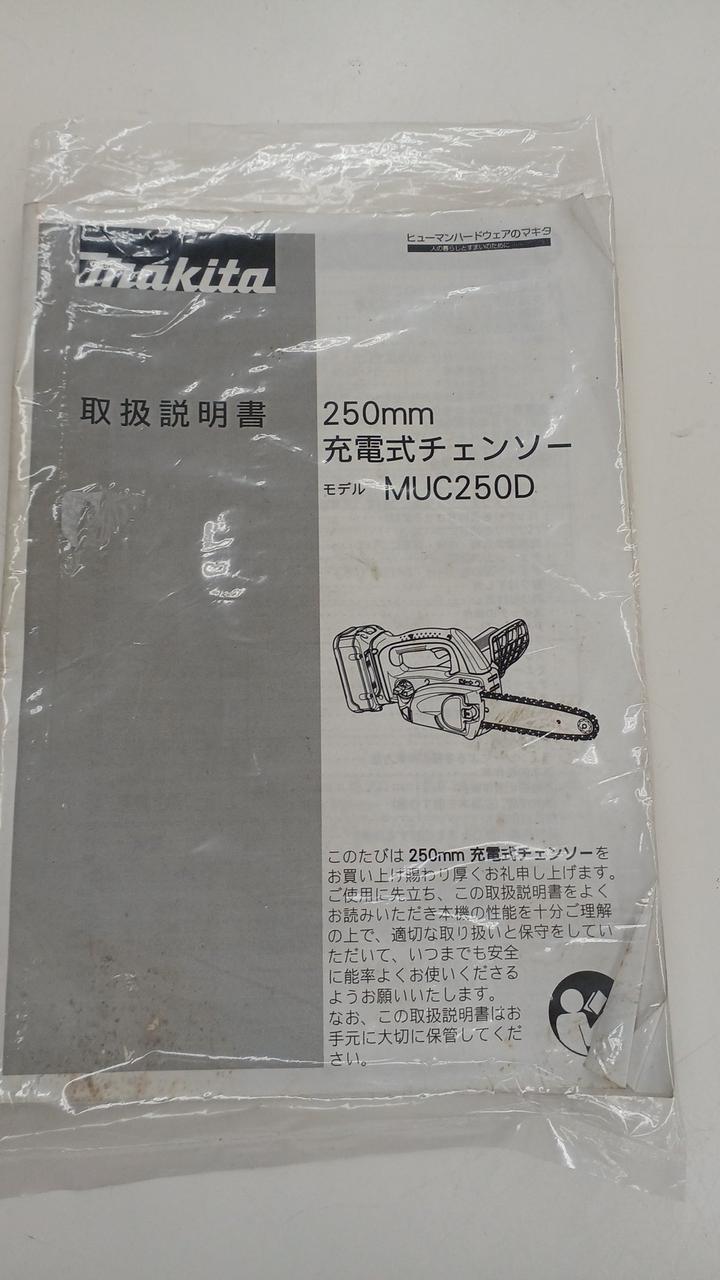 makita
ヒューマンハードウェアのマキタ
人の暮らしとすまいのために
取扱説明書
250mm
充電式チェンソー
モデル MUC250D
このたびは 250mm 充電式チェンソーを
お買い上げ賜わり厚くお礼申し上げます。
ご使用に先立ち、この取扱説明書をよく
お読みいただき本機の性能を十分ご理解
の上で、適切な取り扱いと保守をしてい
ただいて、いつまでも安全
に能率よくお使いくださる
ようお願いいたします。
なお、この取扱説明書はお
手元に大切に保管してくだ
さい。